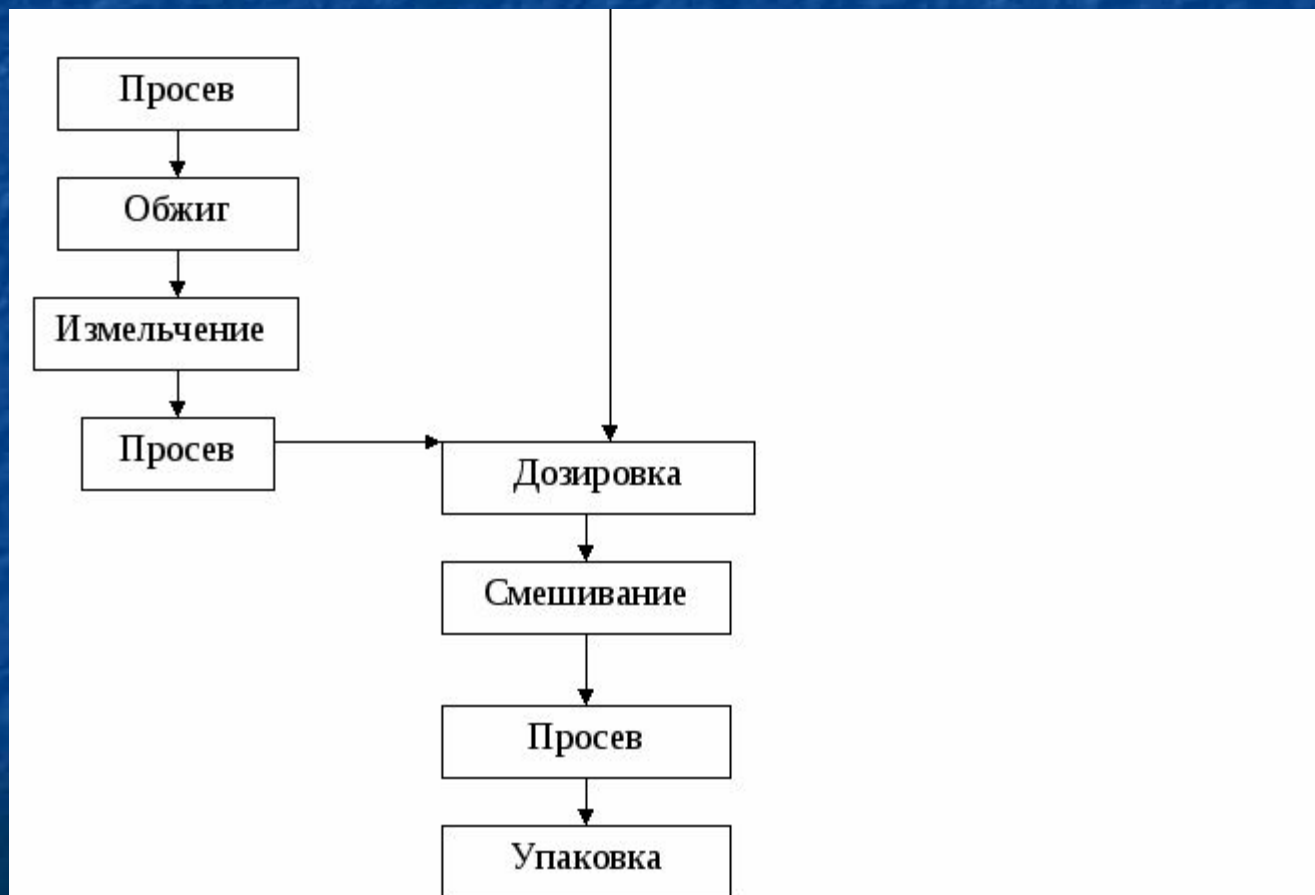 Просев
Обжиг
Измельчение
Просев
Дозировка
Смешивание
Просев
Упаковка